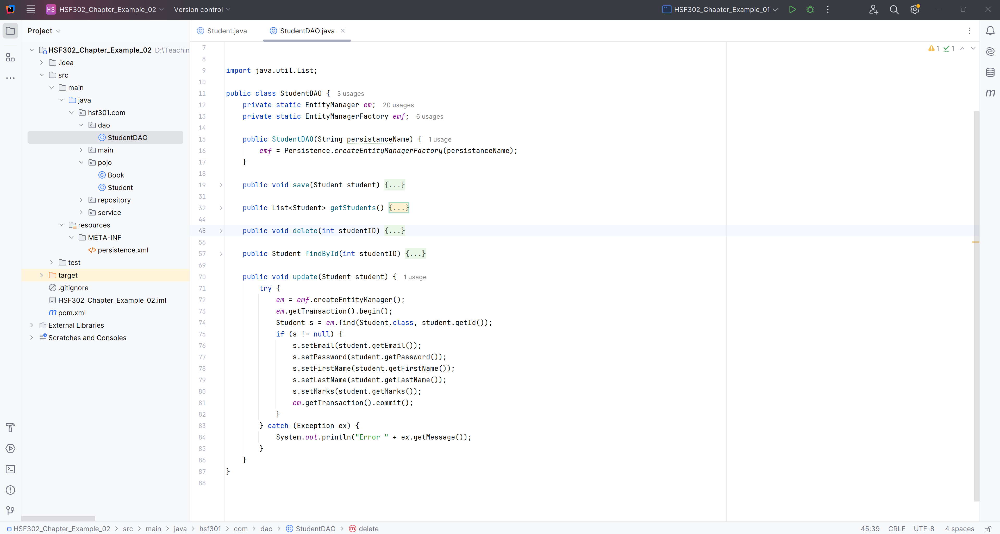 HS HSF302_Chapter_Example_02 Version control HSF302_Chapter_Example_01
Project
Student.java StudentDAO.java
HSF302_Chapter_Example_02 D:\Teachin
.idea
src
main
java
hsf301.com
dao
StudentDAO
main
pojo
Book
Student
repository
service
resources
META-INF
persistence.xml
test
target
.gitignore
HSF302_Chapter_Example_02.iml
pom.xml
External Libraries
Scratches and Consoles
1 1
7
8
9 import java.util.List;
10
11 public class StudentDAO { 3 usages
12 private static EntityManager em; 20 usages
13 private static EntityManagerFactory emf; 6 usages
14
15 public StudentDAO(String persistanceName) { 1 usage
16 emf = Persistence.createEntityManagerFactory(persistanceName);
17 }
18
19 public void save(Student student) {...}
31
32 public List<Student> getStudents() {...}
44
45 public void delete(int studentID) {...}
56
57 public Student findById(int studentID) {...}
69
70 public void update(Student student) { 1 usage
71 try {
72 em = emf.createEntityManager();
73 em.getTransaction().begin();
74 Student s = em.find(Student.class, student.getId());
75 if (s != null) {
76 s.setEmail(student.getEmail());
77 s.setPassword(student.getPassword());
78 s.setFirstName(student.getFirstName());
79 s.setLastName(student.getLastName());
80 s.setMarks(student.getMarks());
81 em.getTransaction().commit();
82 }
83 } catch (Exception ex) {
84 System.out.println("Error " + ex.getMessage());
85 }
86 }
87 }
88
HSF302_Chapter_Example_02 > src > main > java > hsf301 > com > dao > StudentDAO > delete 45:39 CRLF UTF-8 4 spaces